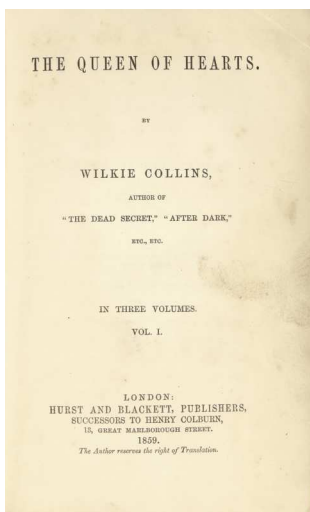 THE QUEEN OF HEARTS.
BY
WILKIE COLLINS,
AUTHOR OF
"THE DEAD SECRET," "AFTER DARK,"
ETC., ETC.
IN THREE VOLUMES.
VOL. I.
LONDON:
HURST AND BLACKETT, PUBLISHERS,
SUCCESSORS TO HENRY COLBURN,
13, GREAT MARLBOROUGH STREET.
1859.
The Author reserves the right of Translation.